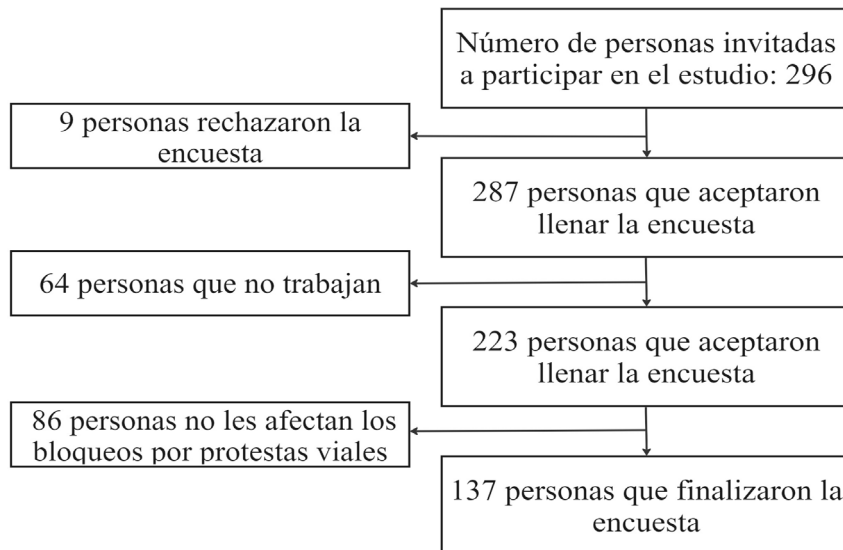 Número de personas invitadas
a participar en el estudio: 296
9 personas rechazaron la
encuesta
287 personas que aceptaron
llenar la encuesta
64 personas que no trabajan
223 personas que aceptaron
llenar la encuesta
86 personas no les afectan los
bloqueos por protestas viales
137 personas que finalizaron la
encuesta